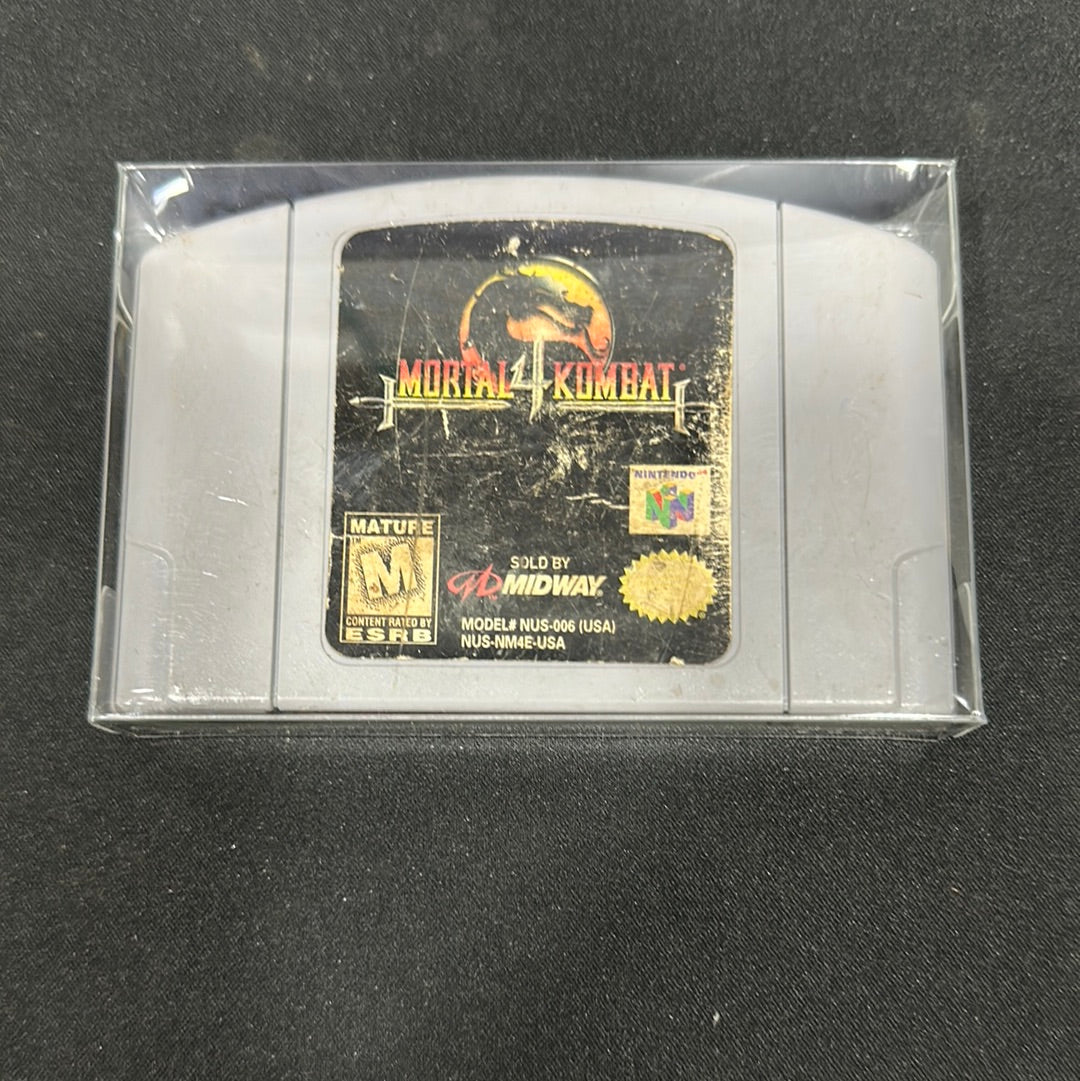 MORTAL 4 KOMBAT
NINTENDO
N
MATURE
TM
M
CONTENT RATED BY
ESRB
SOLD BY
MIDWAY
MODEL# NUS-006 (USA)
NUS-NM4E-USA